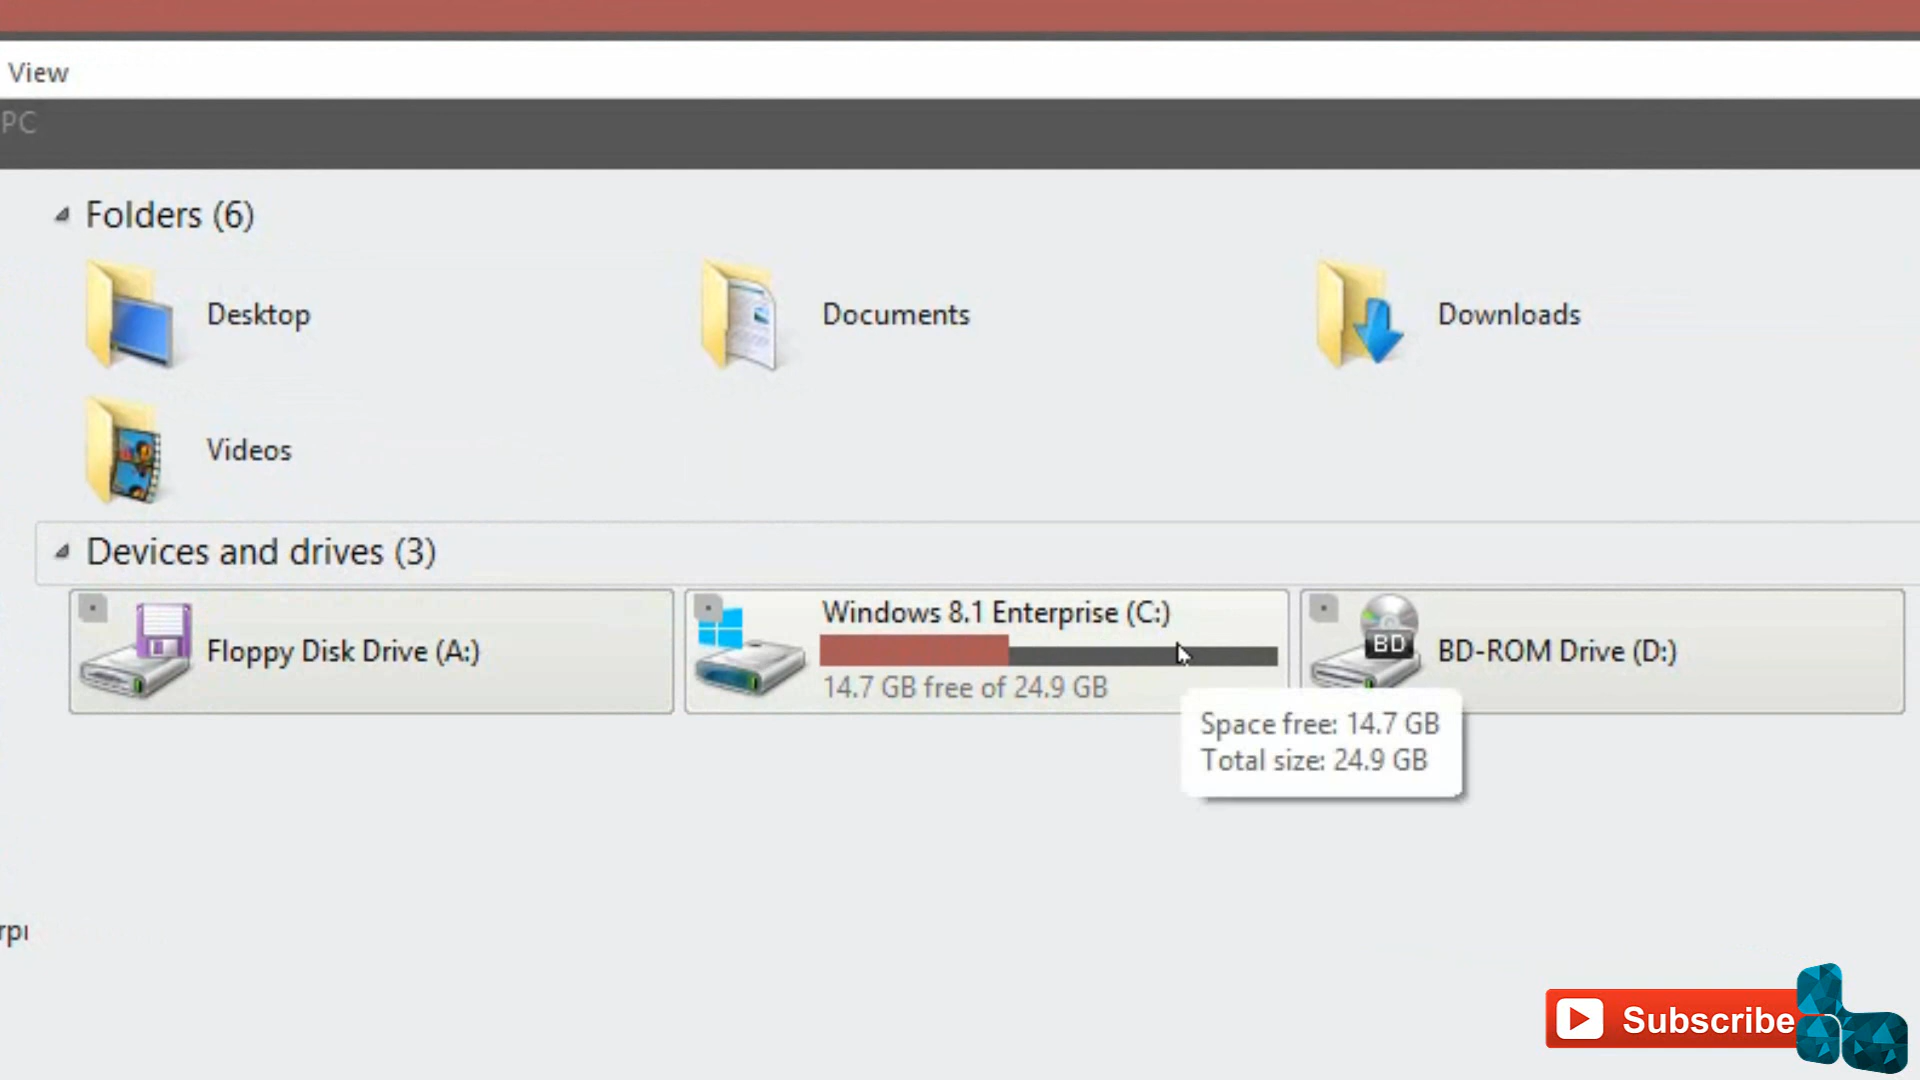 View
PC
Folders (6)
Desktop
Documents
Downloads
Videos
Devices and drives (3)
Floppy Disk Drive (A:)
Windows 8.1 Enterprise (C:)
14.7 GB free of 24.9 GB
BD
BD-ROM Drive (D:)
Space free: 14.7 GB
Total size: 24.9 GB
Subscribe